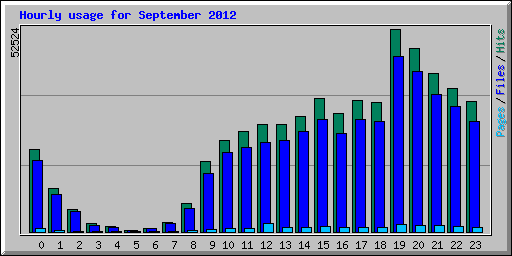 Hourly usage for September 2012
52524
Pages/Files/Hits
0 1 2 3 4 5 6 7 8 9 10 11 12 13 14 15 16 17 18 19 20 21 22 23